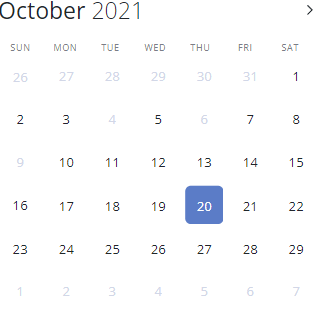 October 2021
SUN MON TUE WED THU FRI SAT
26 27 28 29 30 31 1
2 3 4 5 6 7 8
9 10 11 12 13 14 15
16 17 18 19 20 21 22
23 24 25 26 27 28 29
1 2 3 4 5 6 7